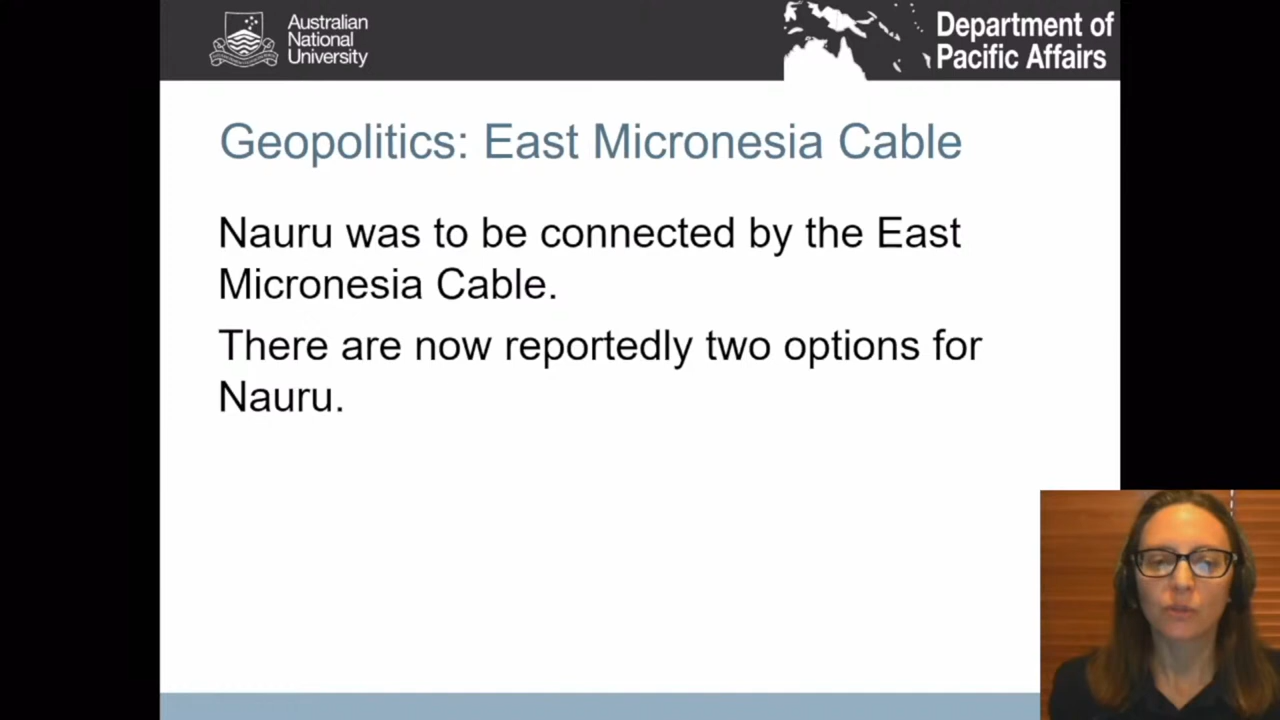 Australian
National
University
Department of
Pacific Affairs
Geopolitics: East Micronesia Cable
Nauru was to be connected by the East
Micronesia Cable.
There are now reportedly two options for
Nauru.